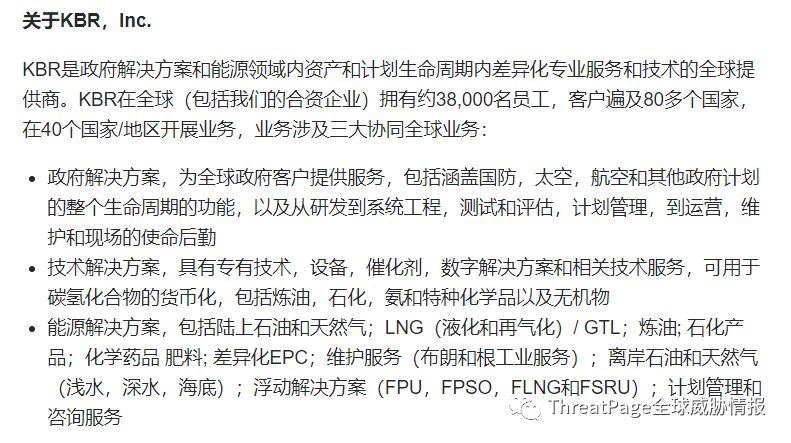 关于KBR，Inc.
KBR是政府解决方案和能源领域内资产和计划生命周期内差异化专业服务和技术的全球提
供商。KBR在全球（包括我们的合资企业）拥有约38,000名员工，客户遍及80多个国家，
在40个国家/地区开展业务，业务涉及三大协同全球业务：
• 政府解决方案，为全球政府客户提供服务，包括涵盖国防，太空，航空和其他政府计划
的整个生命周期的功能，以及从研发到系统工程，测试和评估，计划管理，到运营，维
护和现场的使命后勤
• 技术解决方案，具有专有技术，设备，催化剂，数字解决方案和相关技术服务，可用于
碳氢化合物的货币化，包括炼油，石化，氨和特种化学品以及无机物
• 能源解决方案，包括陆上石油和天然气；LNG（液化和再气化）/ GTL；炼油; 石化产
品；化学药品 肥料; 差异化EPC；维护服务（布朗和根工业服务）；离岸石油和天然气
（浅水，深水，海底）；浮动解决方案（FPU，FPSO，FLNG和FSRU）；计划管理和
咨询服务
ThreatPage全球威胁情报